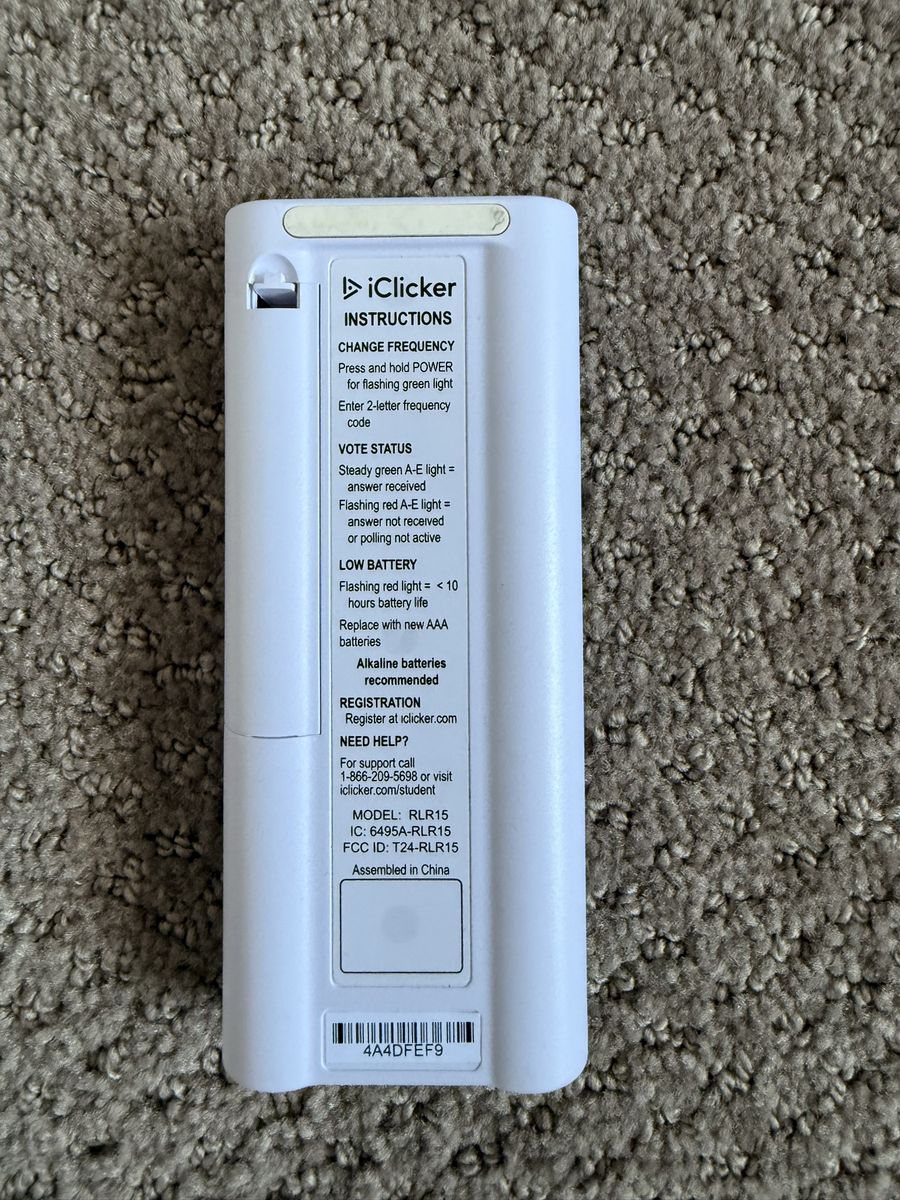 iClicker
INSTRUCTIONS
CHANGE FREQUENCY
Press and hold POWER
for flashing green light
Enter 2-letter frequency
code
VOTE STATUS
Steady green A-E light =
answer received
Flashing red A-E light =
answer not received
or polling not active
LOW BATTERY
Flashing red light = < 10
hours battery life
Replace with new AAA
batteries
Alkaline batteries
recommended
REGISTRATION
Register at iclicker.com
NEED HELP?
For support call
1-866-209-5698 or visit
iclicker.com/student
MODEL: RLR15
IC: 6495A-RLR15
FCC ID: T24-RLR15
Assembled in China
4A4DFEF9